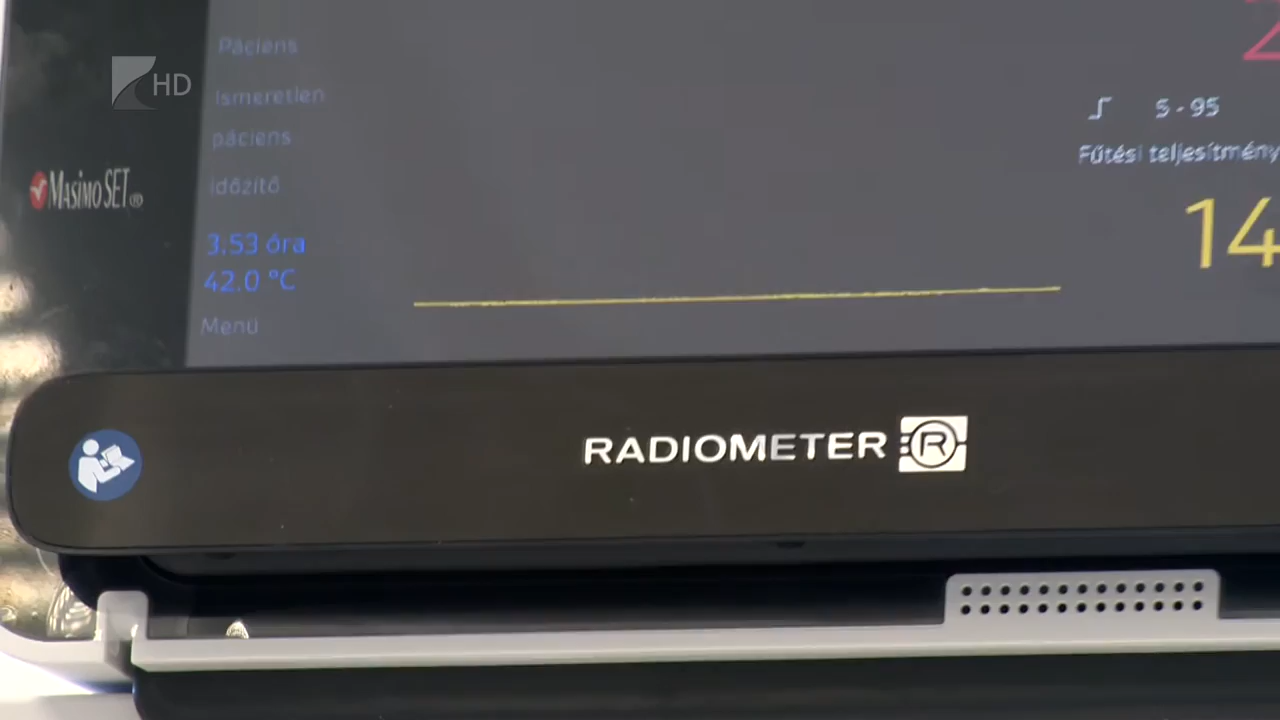 HD
Páciens
Ismeretlen
páciens
Időzítő
3.53 óra
42.0 °C
Menü
5 - 95
Fűtési teljesítmény
14
MASIMO SET®
RADIOMETER R